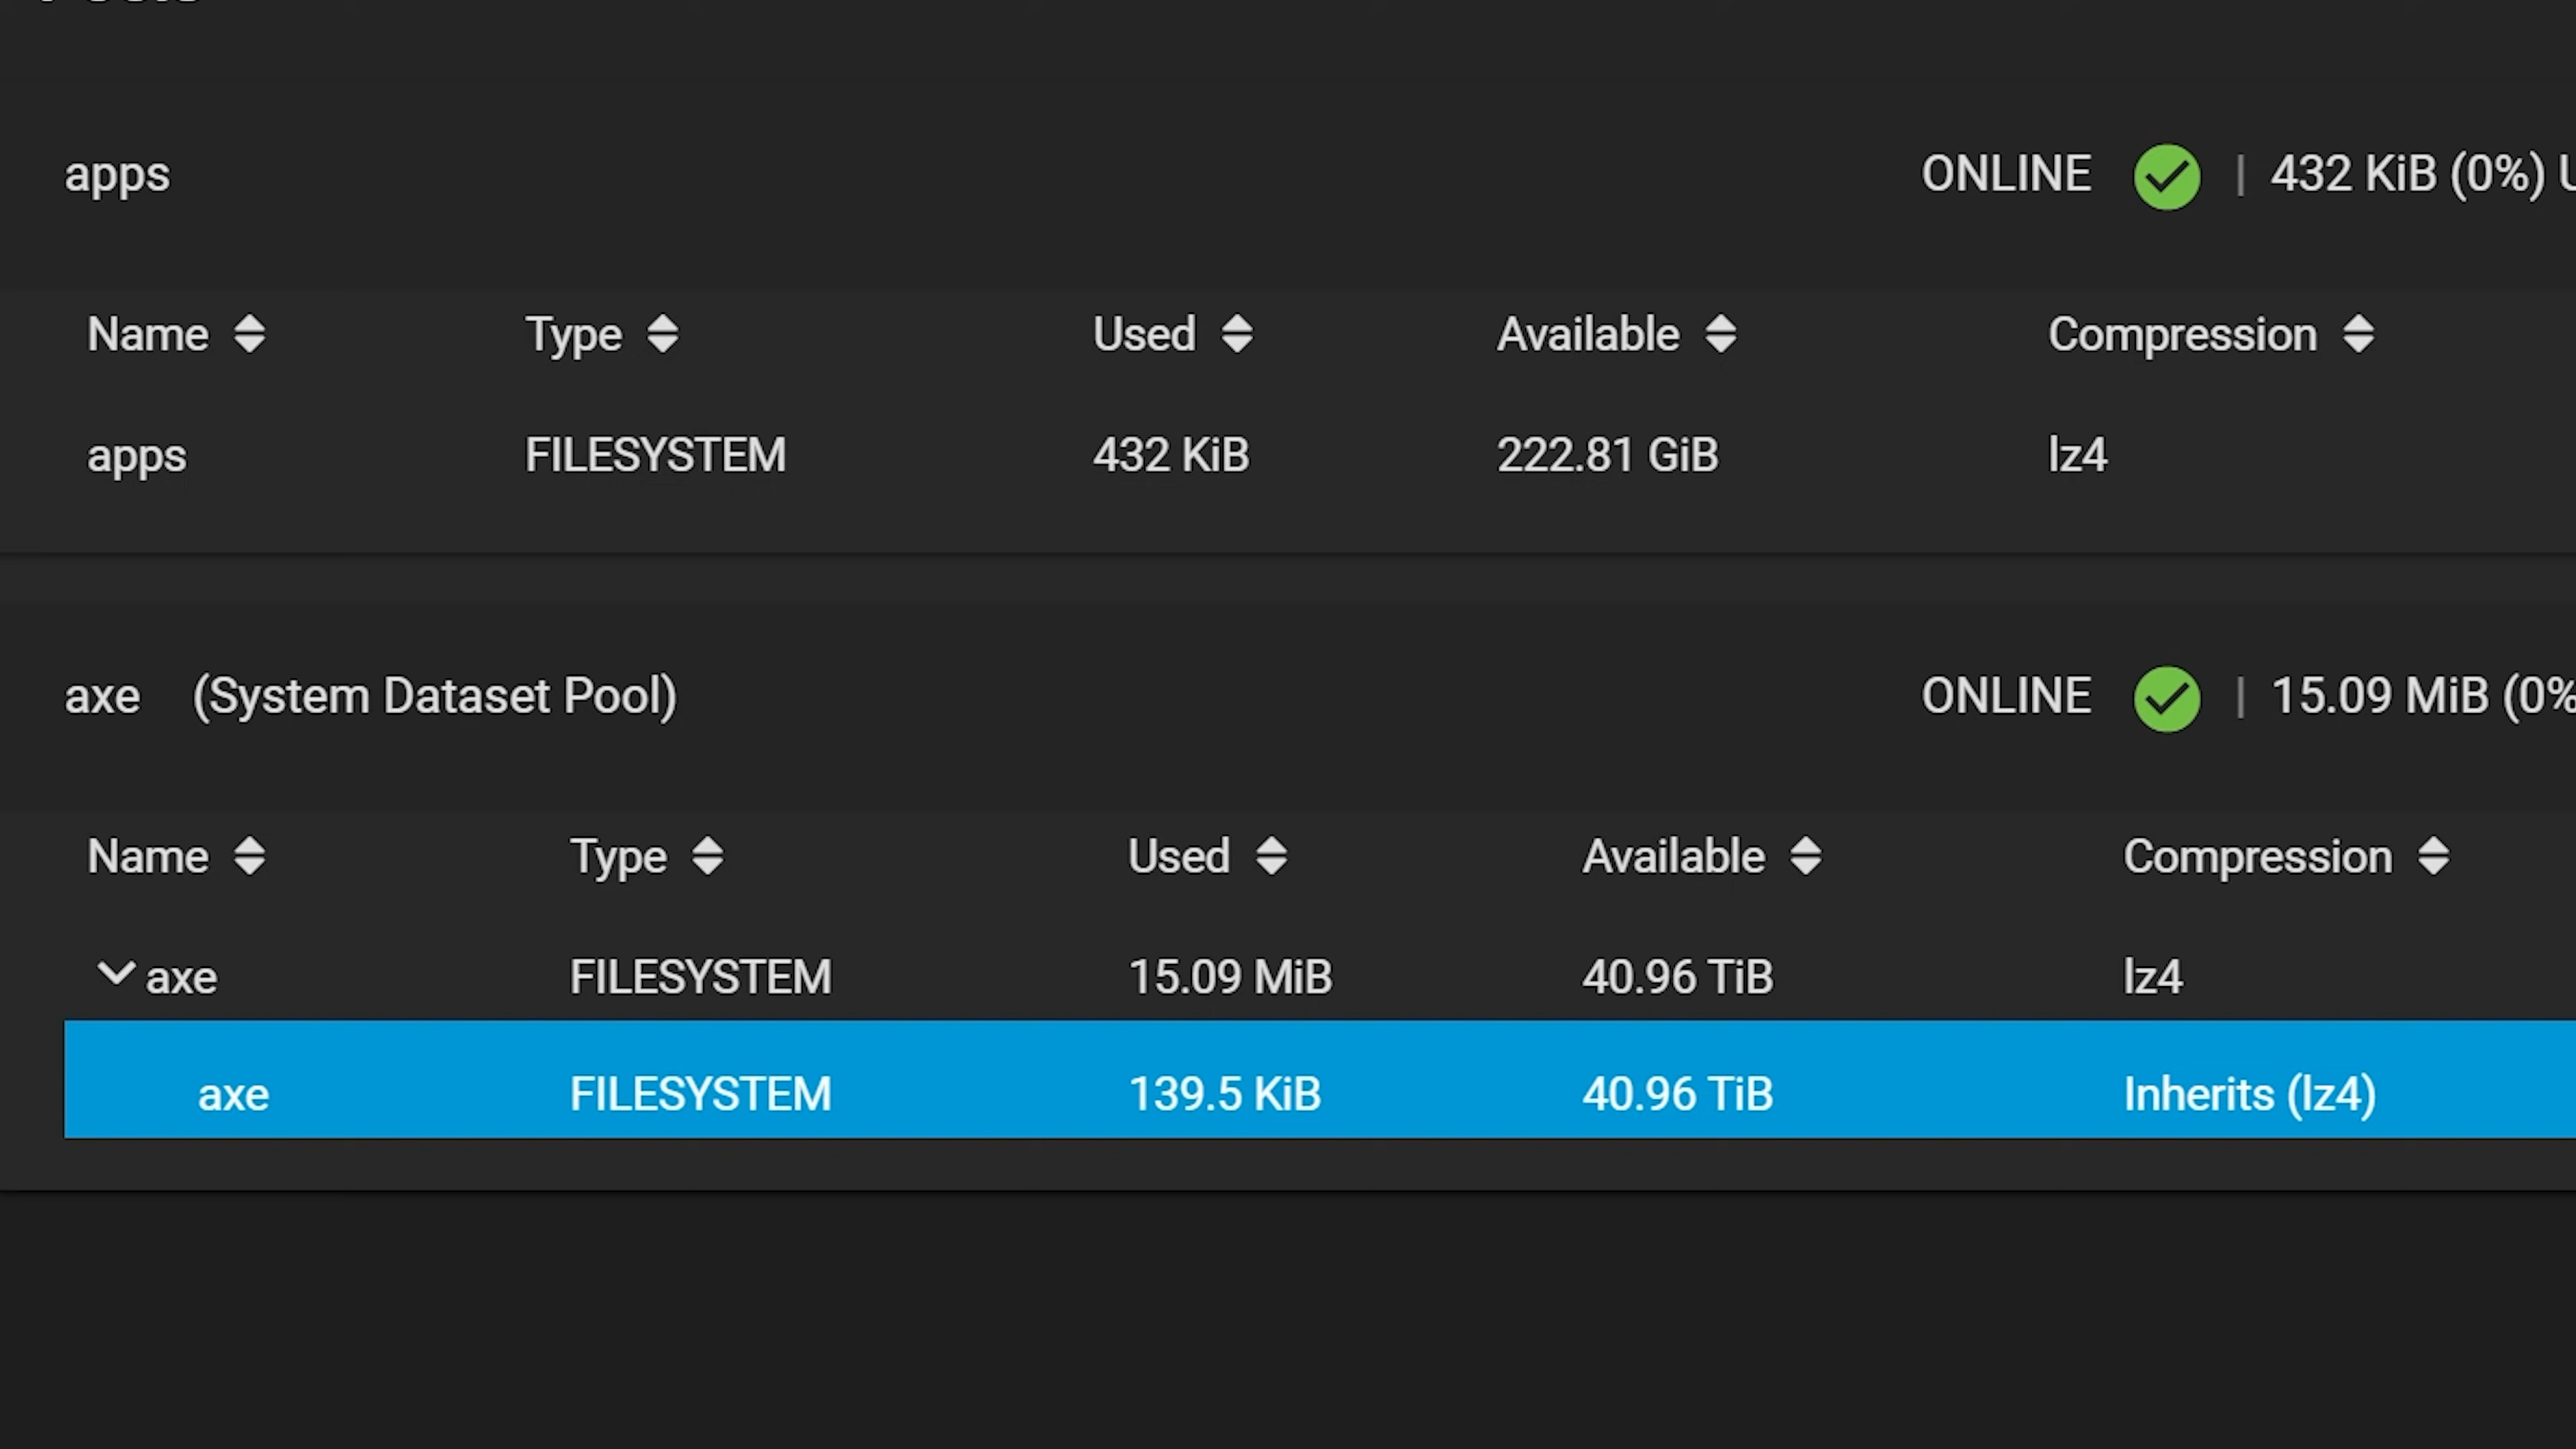 apps ONLINE | 432 KiB (0%)
Name Type Used Available Compression
apps FILESYSTEM 432 KiB 222.81 GiB lz4
axe (System Dataset Pool) ONLINE | 15.09 MiB (0%
Name Type Used Available Compression
axe FILESYSTEM 15.09 MiB 40.96 TiB lz4
axe FILESYSTEM 139.5 KiB 40.96 TiB Inherits (lz4)